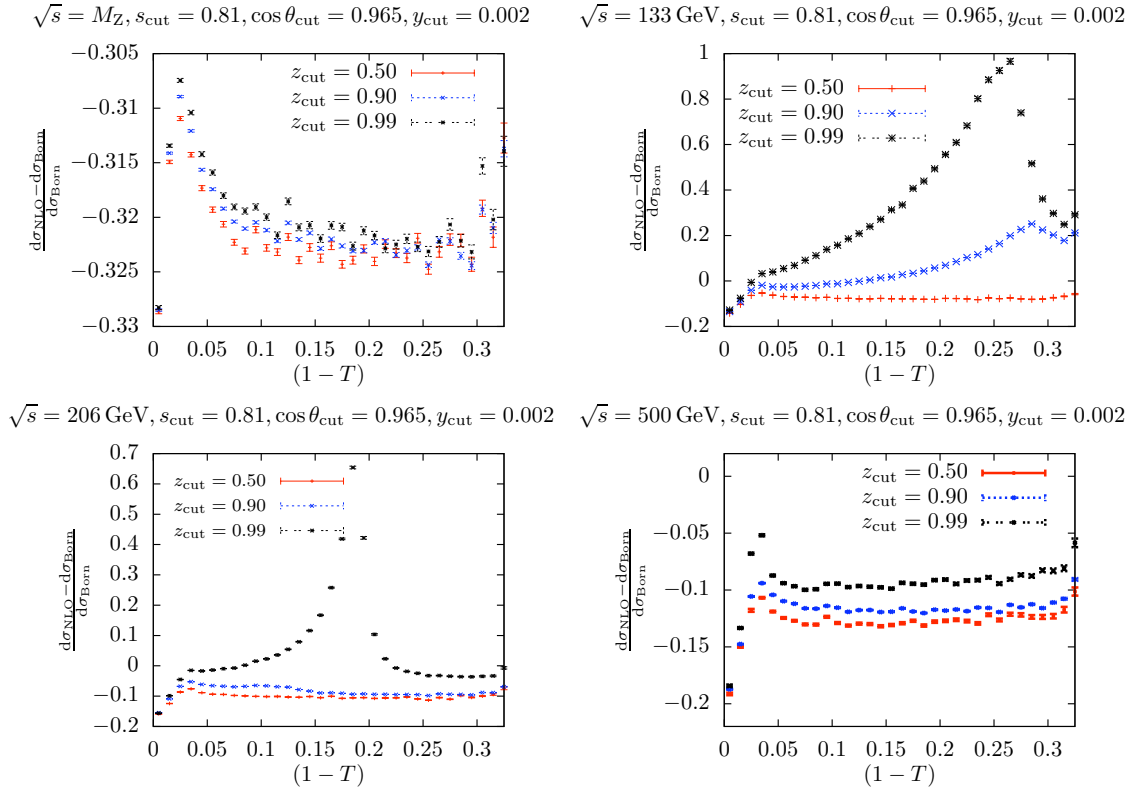 √s = M_Z, s_cut = 0.81, cos θ_cut = 0.965, y_cut = 0.002
−0.305
−0.31
−0.315
−0.32
−0.325
−0.33
dσ_NLO−dσ_Born
dσ_Born
z_cut = 0.50
z_cut = 0.90
z_cut = 0.99
0 0.05 0.1 0.15 0.2 0.25 0.3
(1 − T)
√s = 133 GeV, s_cut = 0.81, cos θ_cut = 0.965, y_cut = 0.002
1
0.8
0.6
0.4
0.2
0
−0.2
dσ_NLO−dσ_Born
dσ_Born
z_cut = 0.50
z_cut = 0.90
z_cut = 0.99
0 0.05 0.1 0.15 0.2 0.25 0.3
(1 − T)
√s = 206 GeV, s_cut = 0.81, cos θ_cut = 0.965, y_cut = 0.002
0.7
0.6
0.5
0.4
0.3
0.2
0.1
0
−0.1
−0.2
dσ_NLO−dσ_Born
dσ_Born
z_cut = 0.50
z_cut = 0.90
z_cut = 0.99
0 0.05 0.1 0.15 0.2 0.25 0.3
(1 − T)
√s = 500 GeV, s_cut = 0.81, cos θ_cut = 0.965, y_cut = 0.002
0
−0.05
−0.1
−0.15
−0.2
dσ_NLO−dσ_Born
dσ_Born
z_cut = 0.50
z_cut = 0.90
z_cut = 0.99
0 0.05 0.1 0.15 0.2 0.25 0.3
(1 − T)